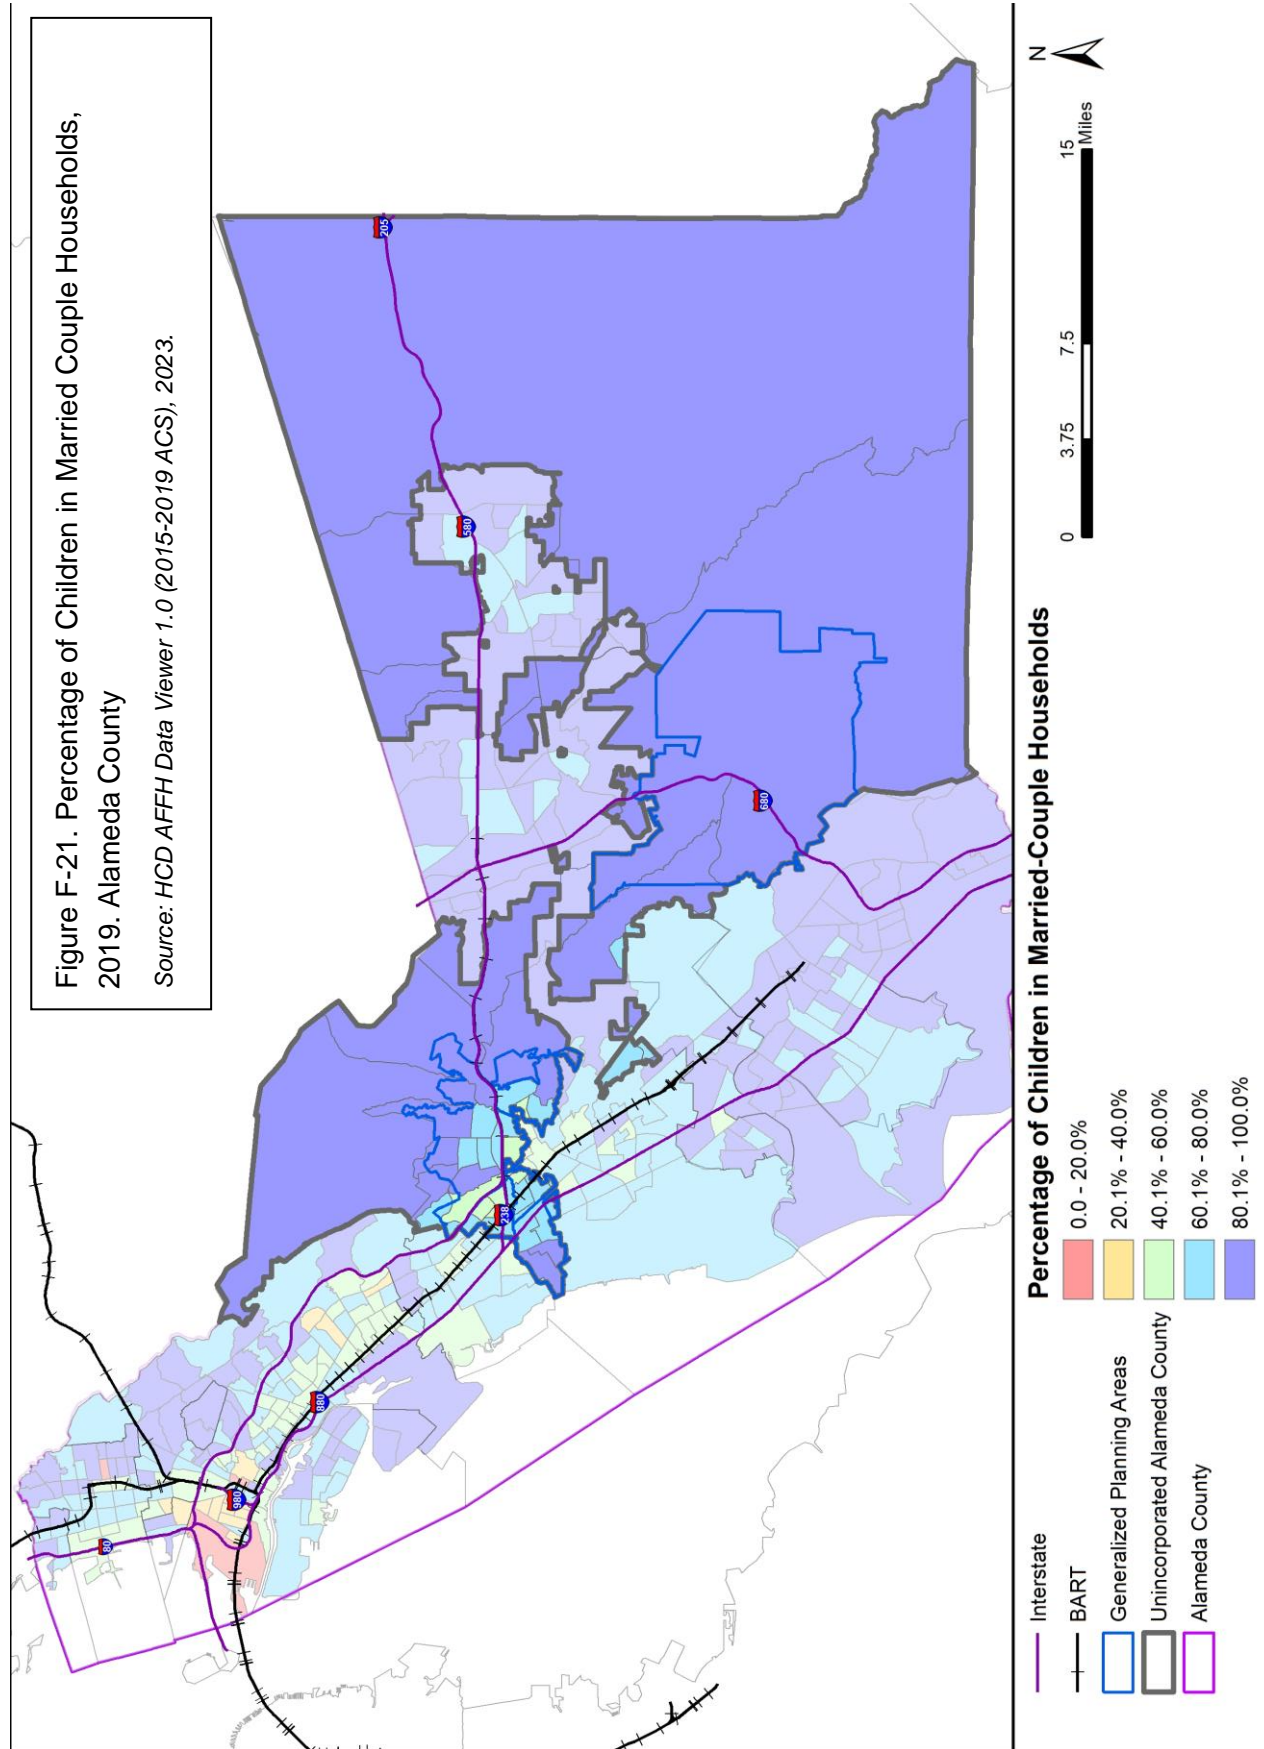 Figure F-21. Percentage of Children in Married Couple Households,
2019. Alameda County
Source: HCD AFFH Data Viewer 1.0 (2015-2019 ACS), 2023.
80
980
880
238
580
205
680
Interstate
BART
Generalized Planning Areas
Unincorporated Alameda County
Alameda County
Percentage of Children in Married-Couple Households
0.0 - 20.0%
20.1% - 40.0%
40.1% - 60.0%
60.1% - 80.0%
80.1% - 100.0%
0 3.75 7.5 15
Miles
N